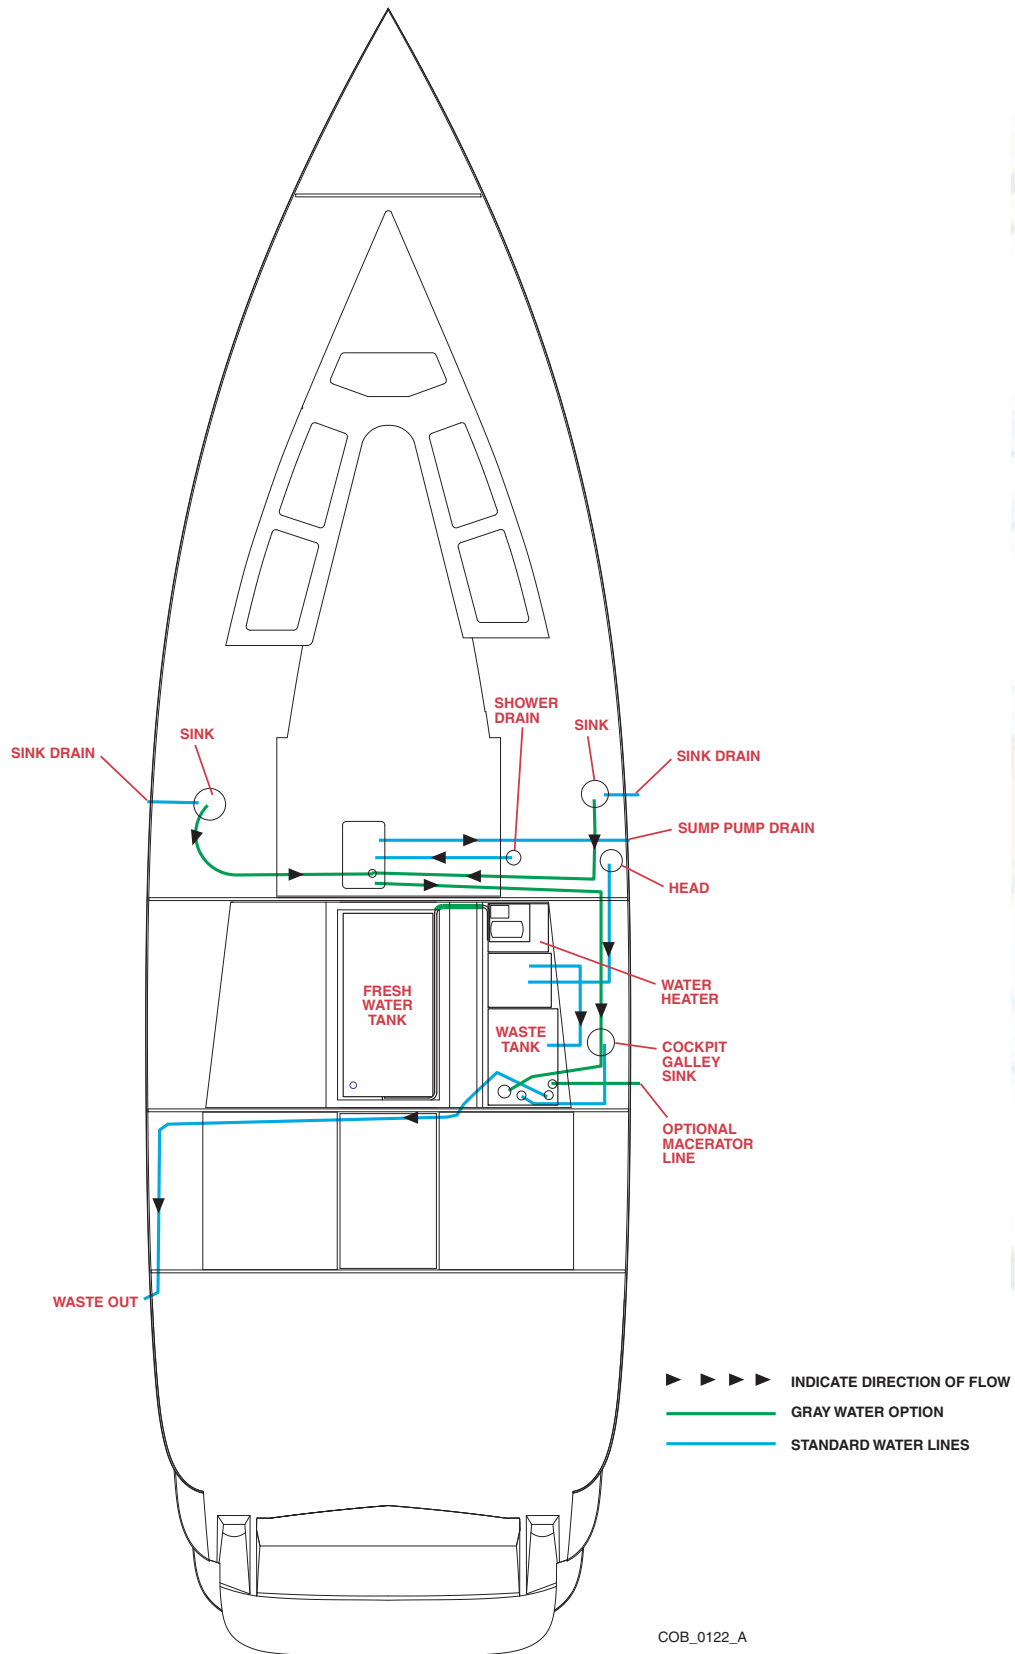 SHOWER
DRAIN
SINK
SINK
SINK DRAIN
SINK DRAIN
SUMP PUMP DRAIN
HEAD
FRESH
WATER
TANK
WATER
HEATER
WASTE
TANK
COCKPIT
GALLEY
SINK
OPTIONAL
MACERATOR
LINE
WASTE OUT
INDICATE DIRECTION OF FLOW
GRAY WATER OPTION
STANDARD WATER LINES
COB_0122_A